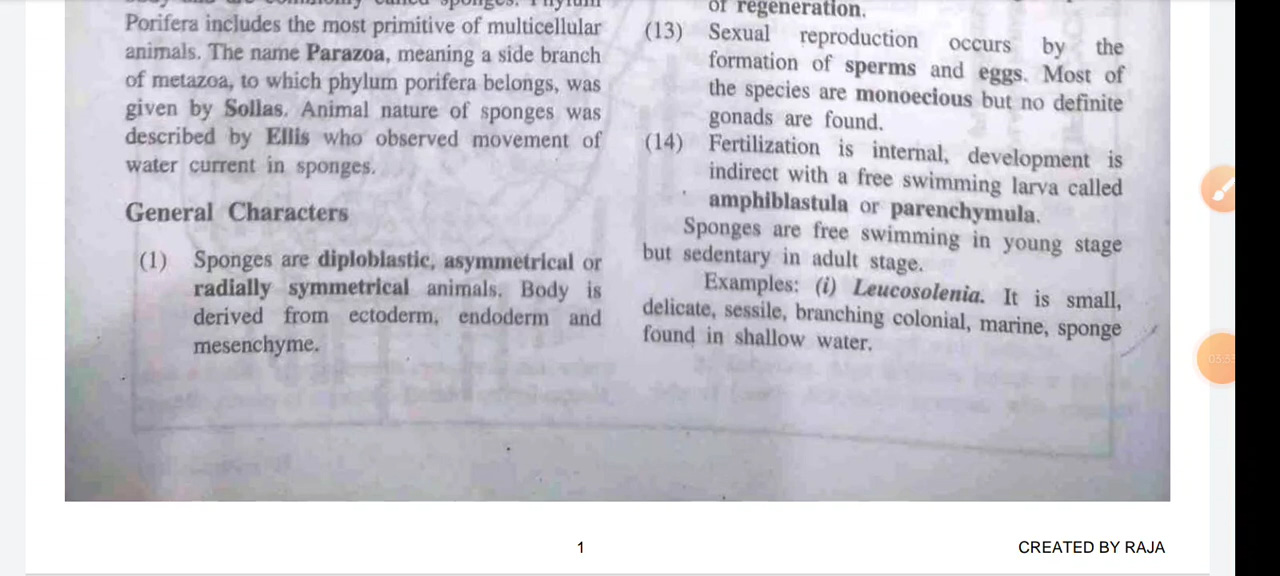 Porifera includes the most primitive of multicellular
animals. The name Parazoa, meaning a side branch
of metazoa, to which phylum porifera belongs, was
given by Sollas. Animal nature of sponges was
described by Ellis who observed movement of
water current in sponges.
General Characters
(1) Sponges are diploblastic, asymmetrical or
radially symmetrical animals. Body is
derived from ectoderm, endoderm and
mesenchyme.
of regeneration.
(13) Sexual reproduction occurs by the
formation of sperms and eggs. Most of
the species are monoecious but no definite
gonads are found.
(14) Fertilization is internal, development is
indirect with a free swimming larva called
amphiblastula or parenchymula.
Sponges are free swimming in young stage
but sedentary in adult stage.
Examples: (i) Leucosolenia. It is small,
delicate, sessile, branching colonial, marine, sponge
found in shallow water.
1
CREATED BY RAJA